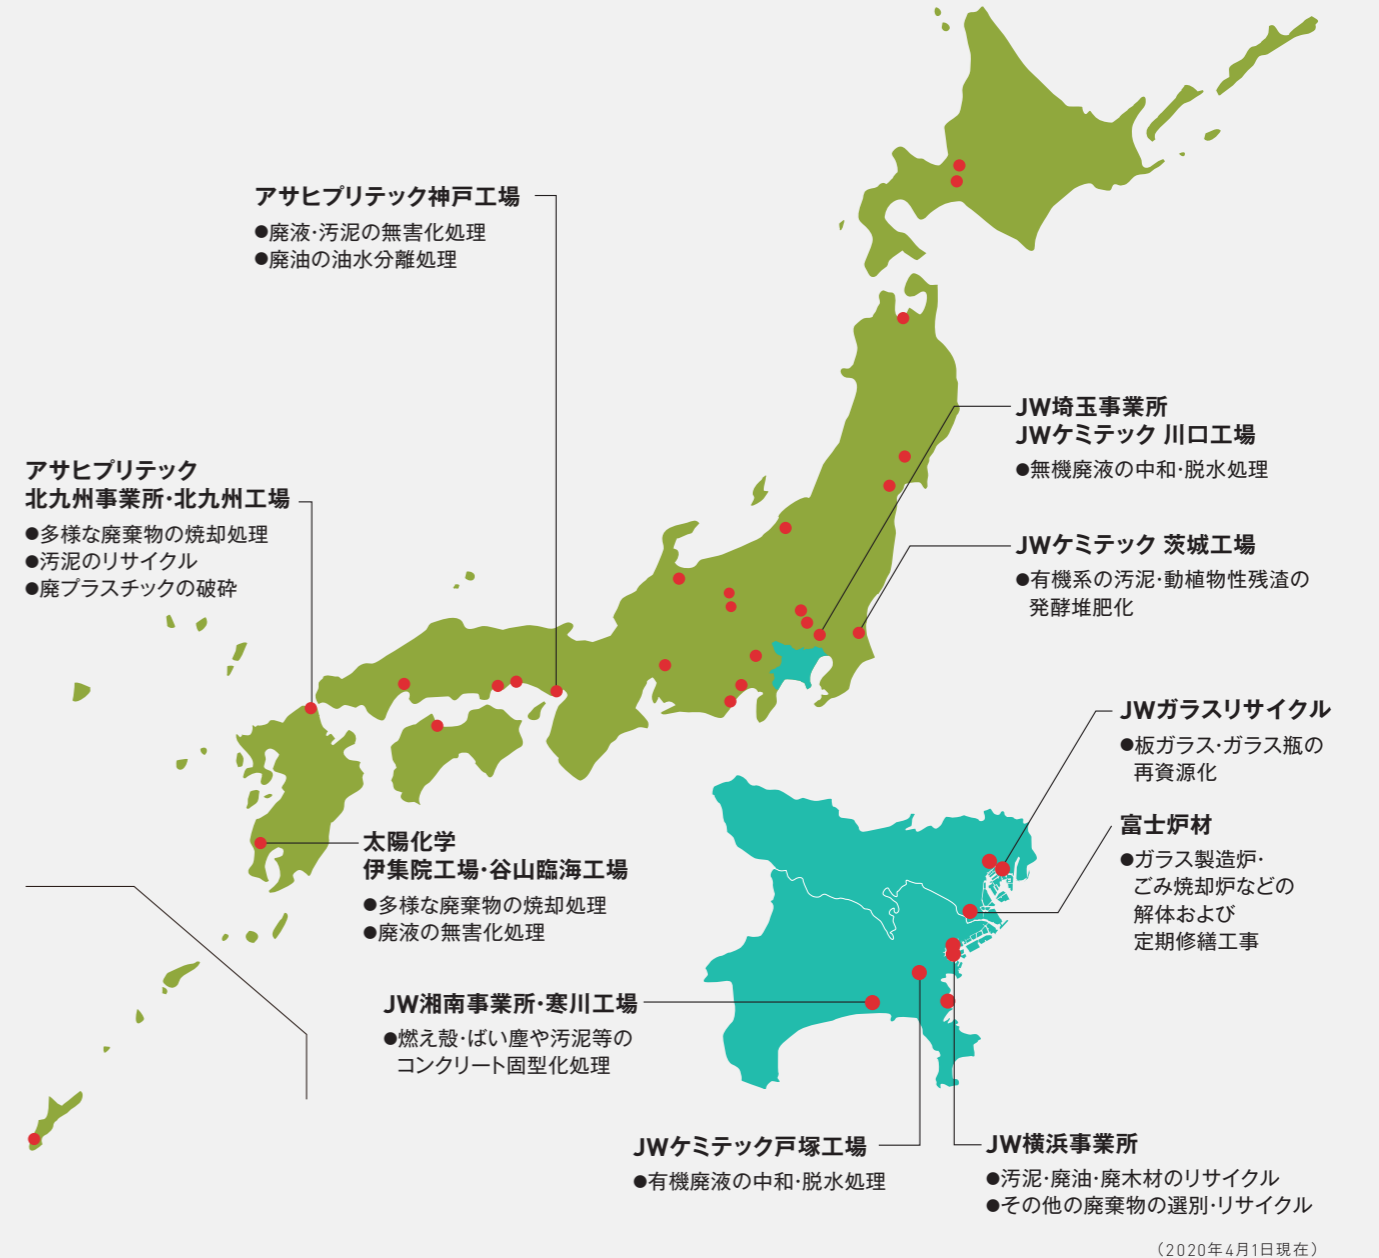 アサヒプリテック神戸工場
●廃液･汚泥の無害化処理
●廃油の油水分離処理
アサヒプリテック
北九州事業所･北九州工場
●多様な廃棄物の焼却処理
●汚泥のリサイクル
●廃プラスチックの破砕
JW埼玉事業所
JWケミテック 川口工場
●無機廃液の中和･脱水処理
JWケミテック 茨城工場
●有機系の汚泥･動植物性残渣の
発酵堆肥化
JWガラスリサイクル
●板ガラス･ガラス瓶の
再資源化
富士炉材
●ガラス製造炉･
ごみ焼却炉などの
解体および
定期修繕工事
太陽化学
伊集院工場･谷山臨海工場
●多様な廃棄物の焼却処理
●廃液の無害化処理
JW湘南事業所･寒川工場
●燃え殻･ばい塵や汚泥等の
コンクリート固型化処理
JWケミテック戸塚工場
●有機廃液の中和･脱水処理
JW横浜事業所
●汚泥･廃油･廃木材のリサイクル
●その他の廃棄物の選別･リサイクル
（2020年4月1日現在）